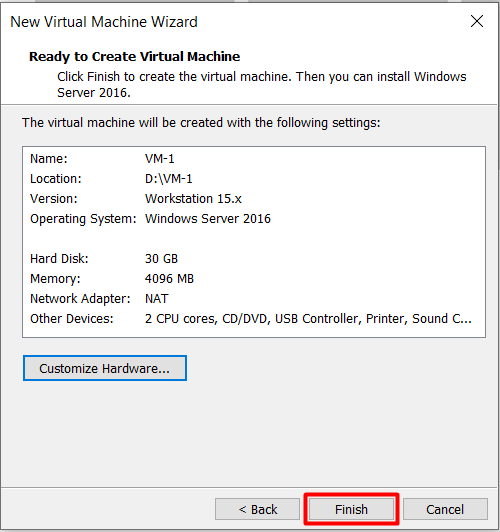 New Virtual Machine Wizard
Ready to Create Virtual Machine
Click Finish to create the virtual machine. Then you can install Windows
Server 2016.
The virtual machine will be created with the following settings:
Name: VM-1
Location: D:\VM-1
Version: Workstation 15.x
Operating System: Windows Server 2016
Hard Disk: 30 GB
Memory: 4096 MB
Network Adapter: NAT
Other Devices: 2 CPU cores, CD/DVD, USB Controller, Printer, Sound C...
Customize Hardware...
< Back Finish Cancel